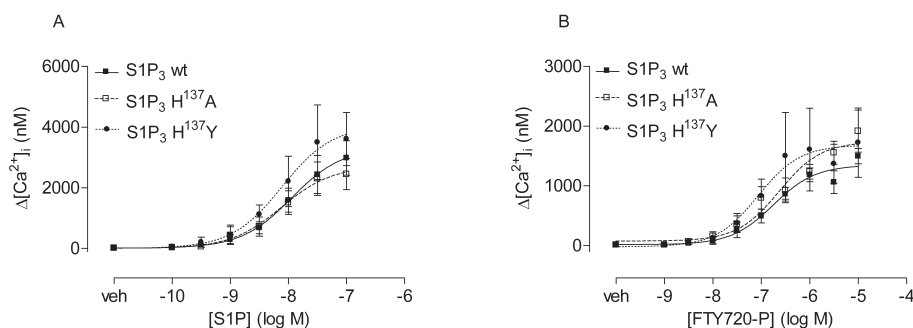 A
6000
4000
2000
0
Δ[Ca²⁺]ᵢ (nM)
S1P₃ wt
S1P₃ H¹³⁷A
S1P₃ H¹³⁷Y
veh -10 -9 -8 -7 -6
[S1P] (log M)
B
3000
2000
1000
0
Δ[Ca²⁺]ᵢ (nM)
S1P₃ wt
S1P₃ H¹³⁷A
S1P₃ H¹³⁷Y
veh -9 -8 -7 -6 -5 -4
[FTY720-P] (log M)